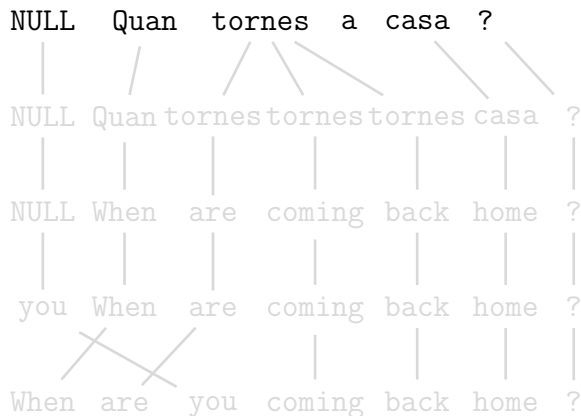 NULL Quan tornes a casa ?
NULL Quan tornes tornes tornes casa ?
NULL When are coming back home ?
you When are coming back home ?
When are you coming back home ?